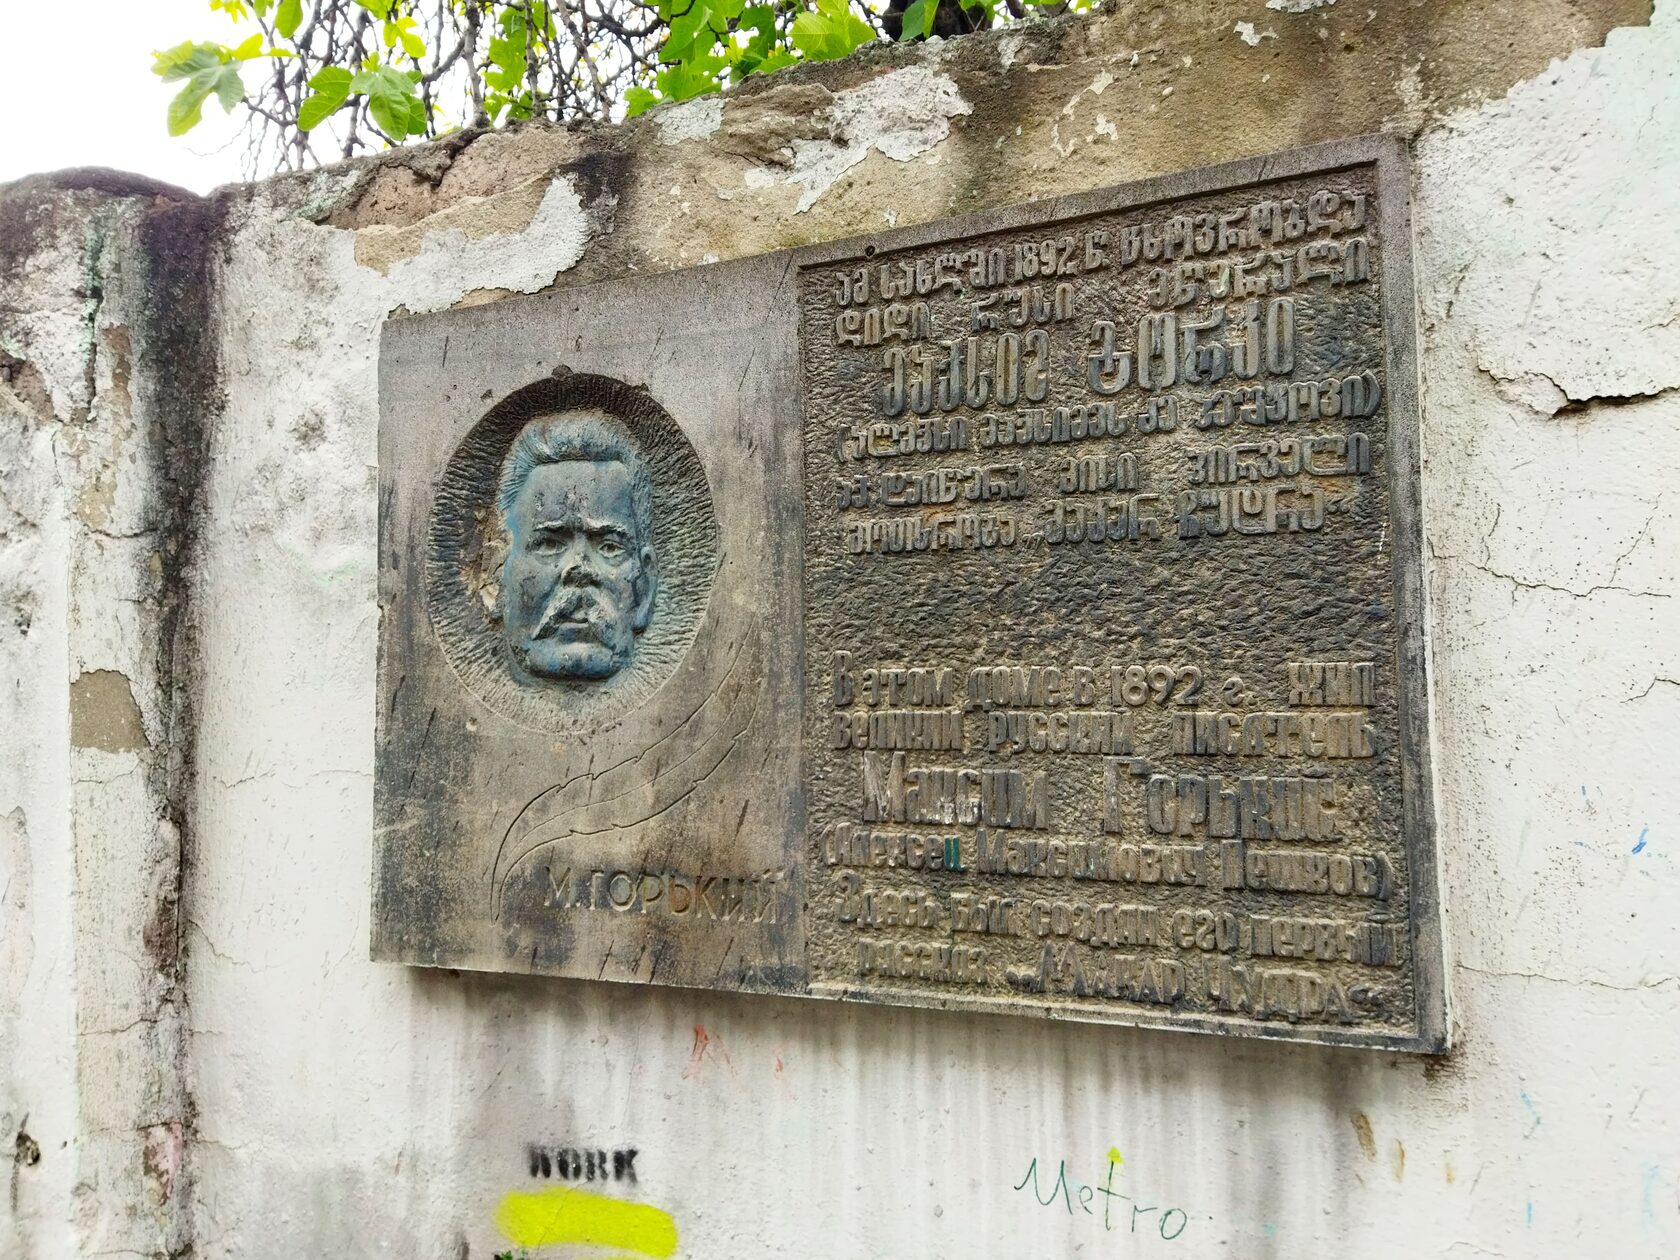 ამ სახლში 1892 წ. ცხოვრობდა
დიდი რუსი მწერალი
მაქსიმ გორკი
(ალექსი მაქსიმეს ძე პეშკოვი)
აქ დაიწერა მისი პირველი
მოთხრობა „მაკარ ჩუდრა“
В этом доме в 1892 г. жил
великий русский писатель
Максим Горький
(Алексей Максимович Пешков)
Здесь был создан его первый
рассказ „Макар Чудра“
М. ГОРЬКИЙ
WORK
Metro